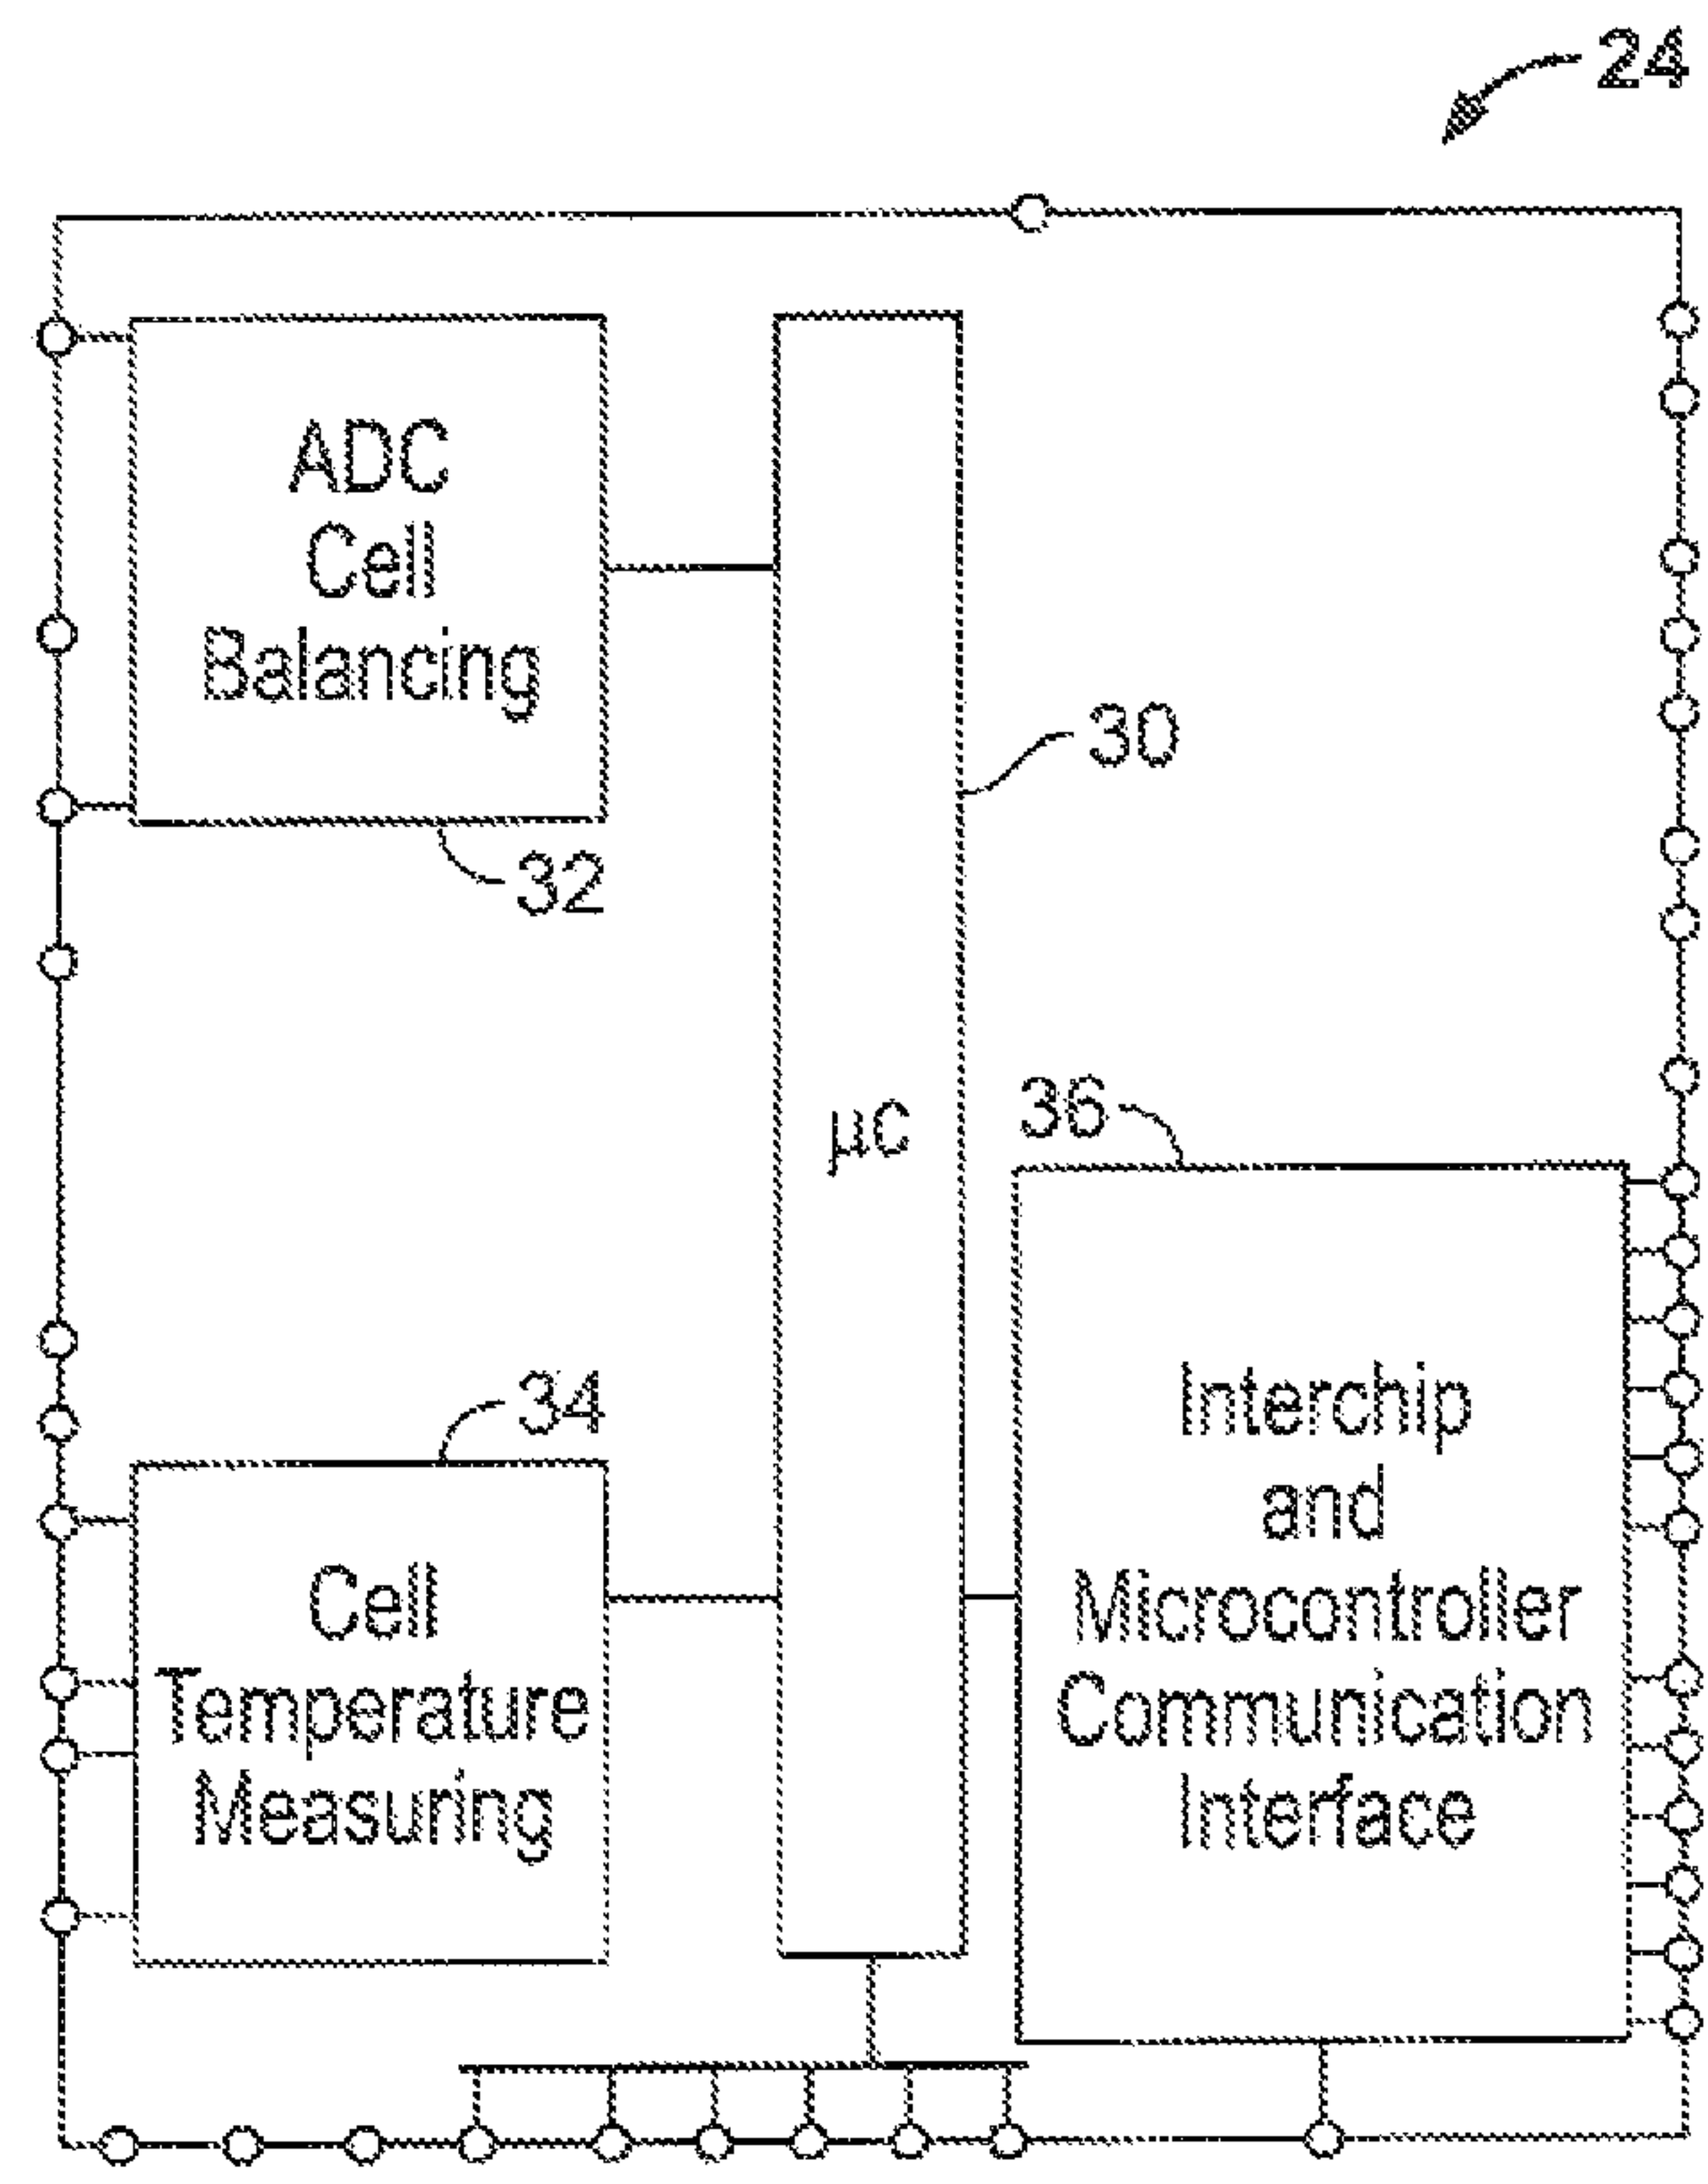 24
ADC
Cell
Balancing
32
30
µc
36
34
Cell
Temperature
Measuring
Interchip
and
Microcontroller
Communication
Interface